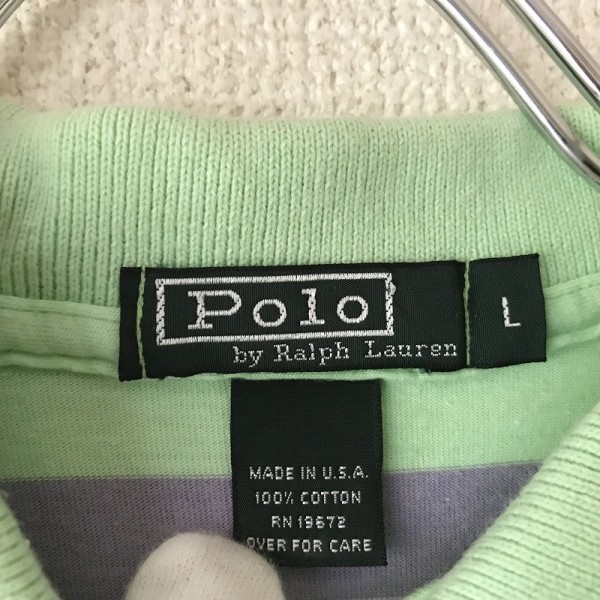 Polo
by Ralph Lauren
L
MADE IN U.S.A.
100% COTTON
RN 19672
OVER FOR CARE